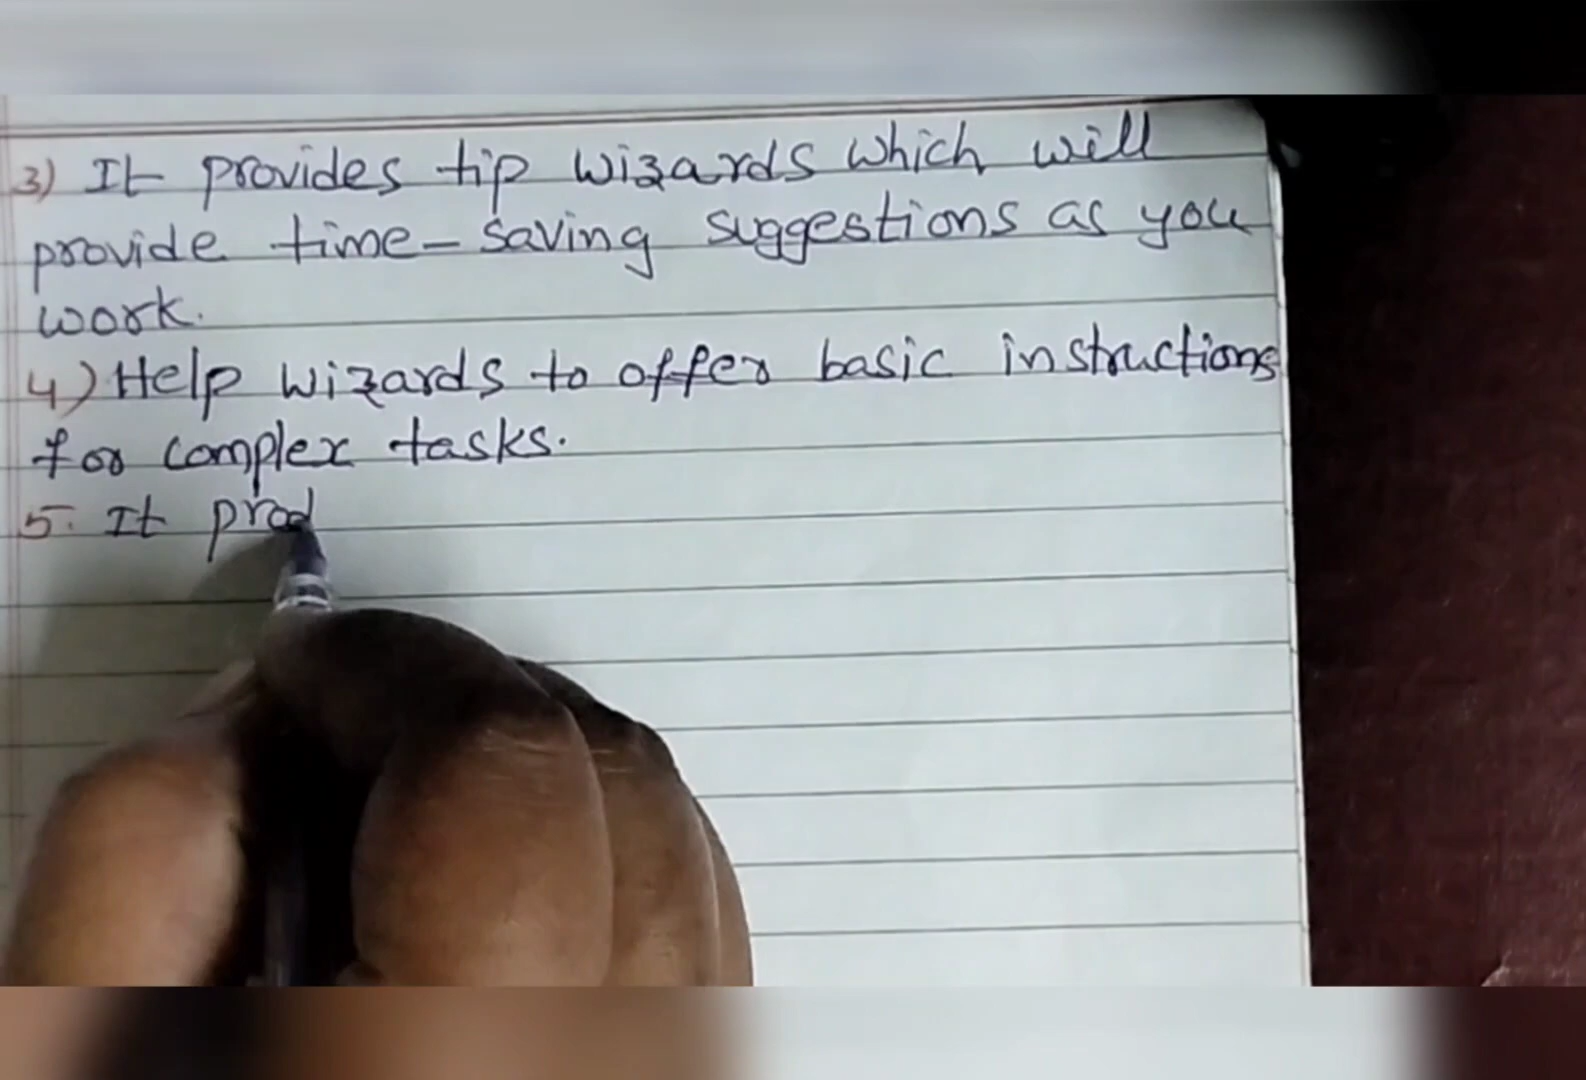 3) It provides tip wizards which will
provide time-saving suggestions as you
work.
4) Help wizards to offer basic instructions
for complex tasks.
5. It prod